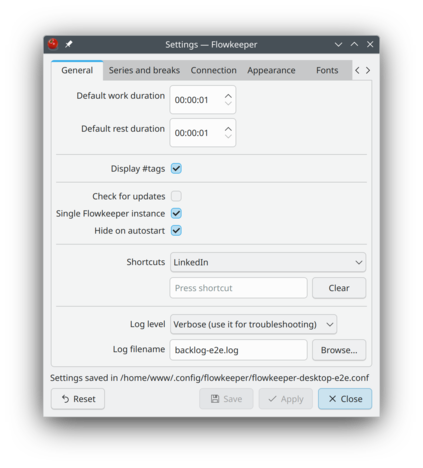 Settings — Flowkeeper
General Series and breaks Connection Appearance Fonts
Default work duration 00:00:01
Default rest duration 00:00:01
Display #tags
Check for updates
Single Flowkeeper instance
Hide on autostart
Shortcuts LinkedIn
Press shortcut Clear
Log level Verbose (use it for troubleshooting)
Log filename backlog-e2e.log Browse...
Settings saved in /home/www/.config/flowkeeper/flowkeeper-desktop-e2e.conf
Reset Save Apply Close